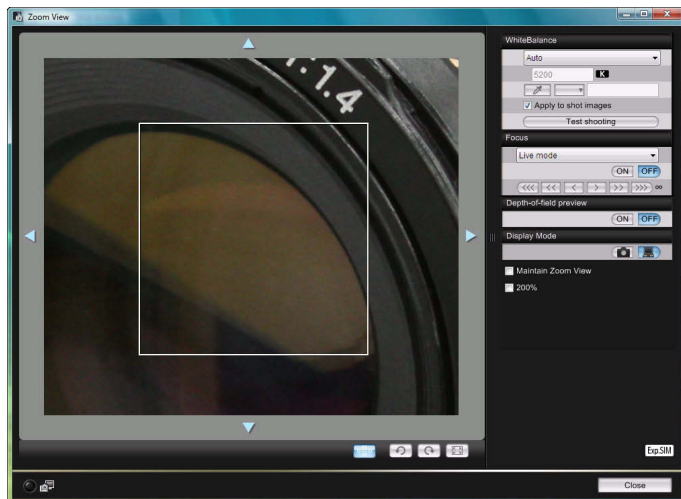 Zoom View
1:1.4
WhiteBalance
Auto
5200
K
Apply to shot images
Test shooting
Focus
Live mode
ON OFF
<<< << < > >> >>> ∞
Depth-of-field preview
ON OFF
Display Mode
Maintain Zoom View
200%
Exp.SIM
Close